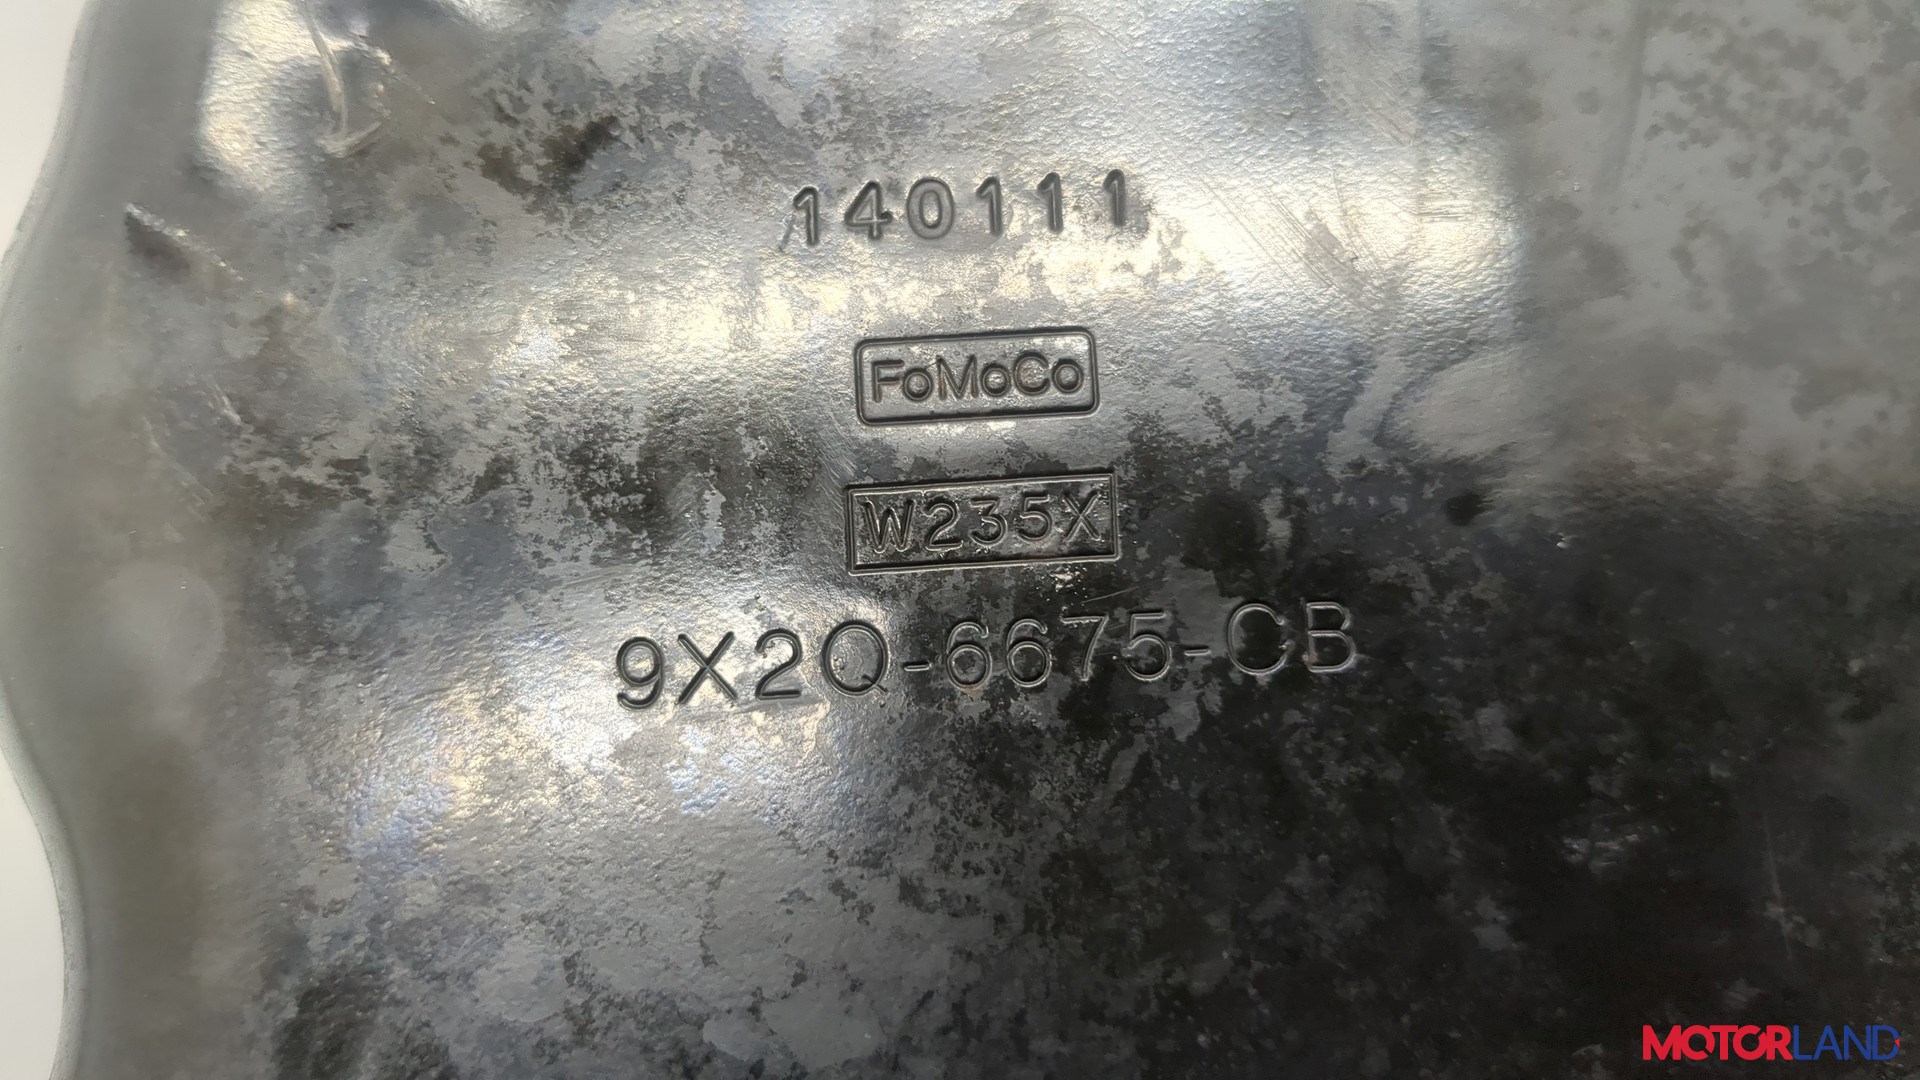 140111
FoMoCo
W235X
9X2Q-6675-CB
MOTORLAND